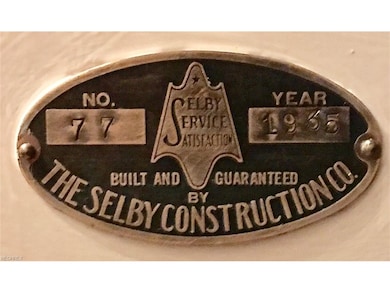 NO.
77
SELBY
SERVICE
SATISFACTION
YEAR
1935
BUILT AND GUARANTEED
BY
THE SELBY CONSTRUCTION CO.